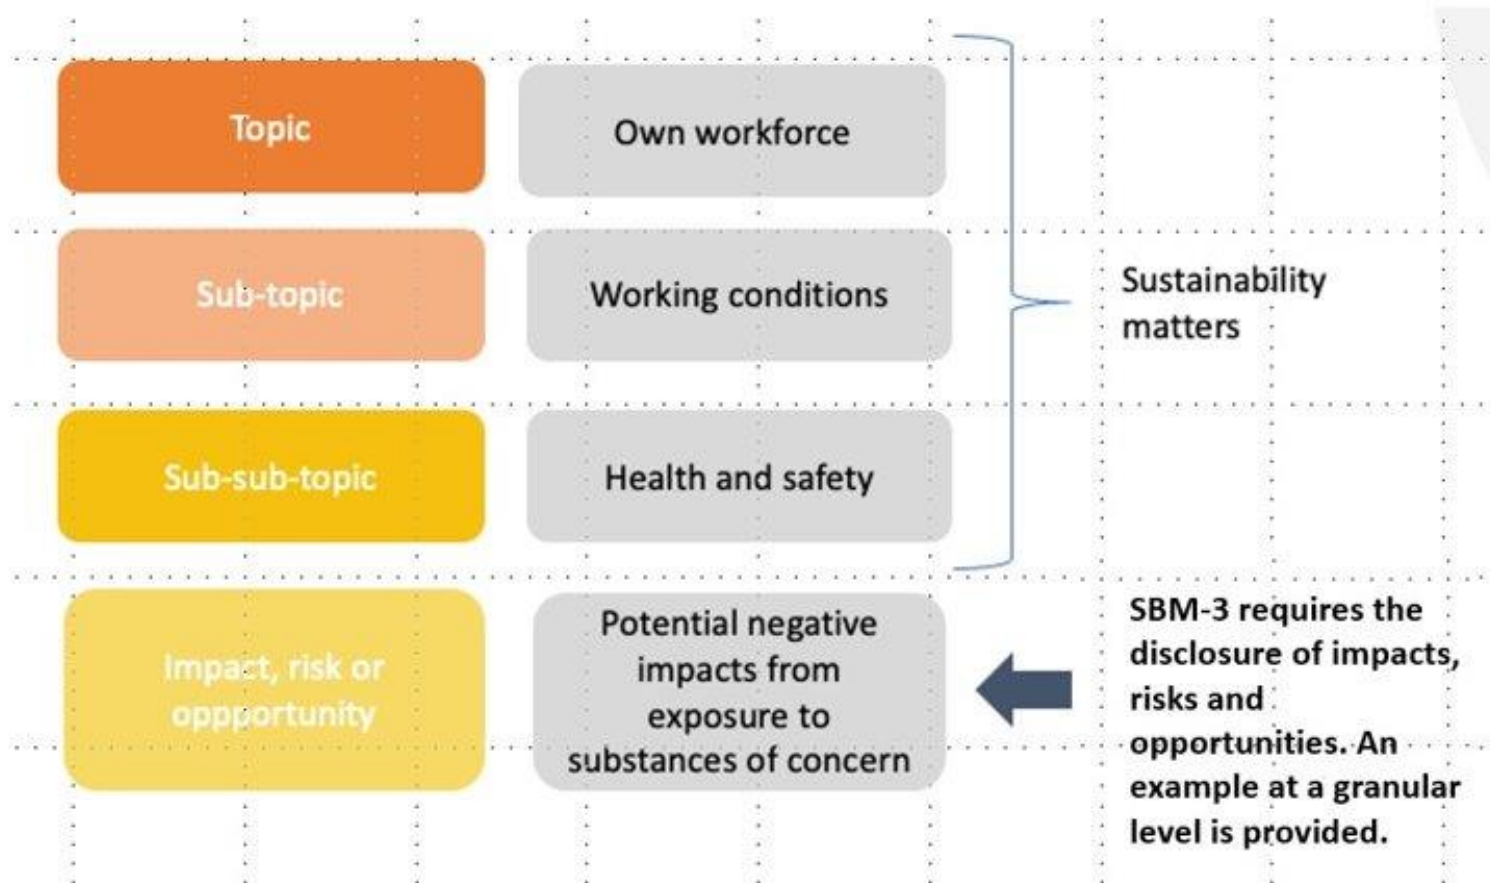 Topic
Own workforce
Sub-topic
Working conditions
Sustainability
matters
Sub-sub-topic
Health and safety
Impact, risk or
oppportunity
Potential negative
impacts from
exposure to
substances of concern
SBM-3 requires the
disclosure of impacts,
risks and
opportunities. An
example at a granular
level is provided.